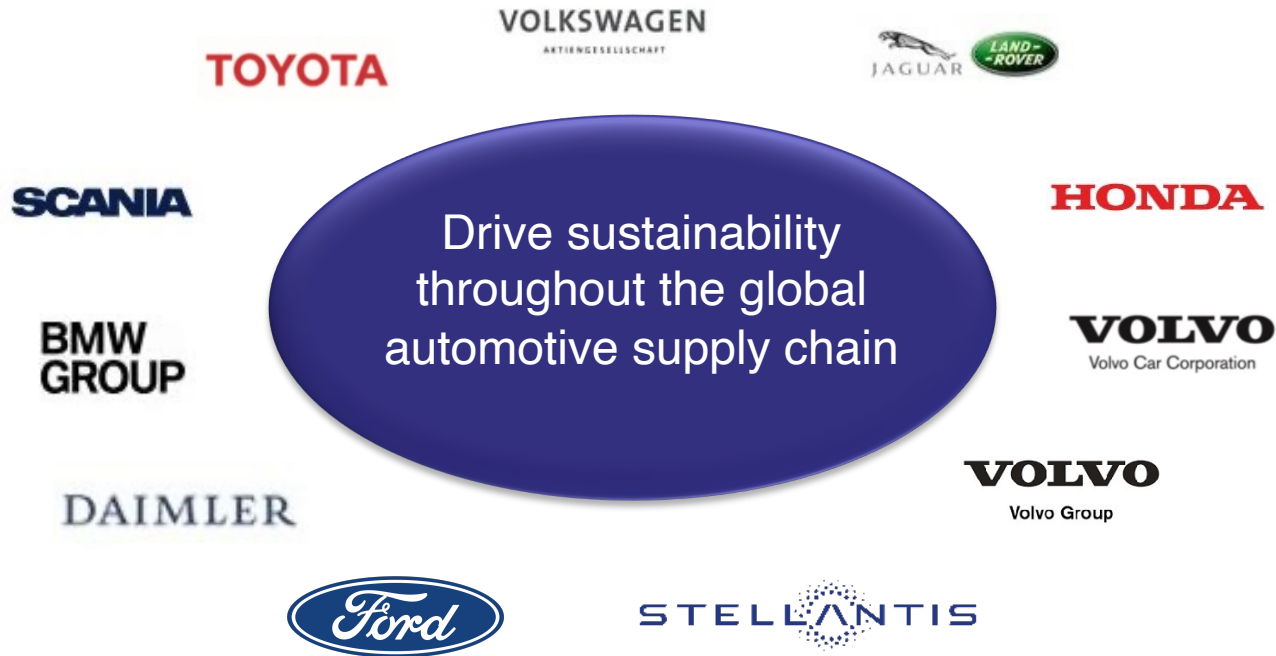 VOLKSWAGEN
AKTIENGESELLSCHAFT
TOYOTA
JAGUAR
LAND-
-ROVER
SCANIA
HONDA
Drive sustainability
throughout the global
automotive supply chain
BMW
GROUP
VOLVO
Volvo Car Corporation
DAIMLER
VOLVO
Volvo Group
Ford
STELLANTIS